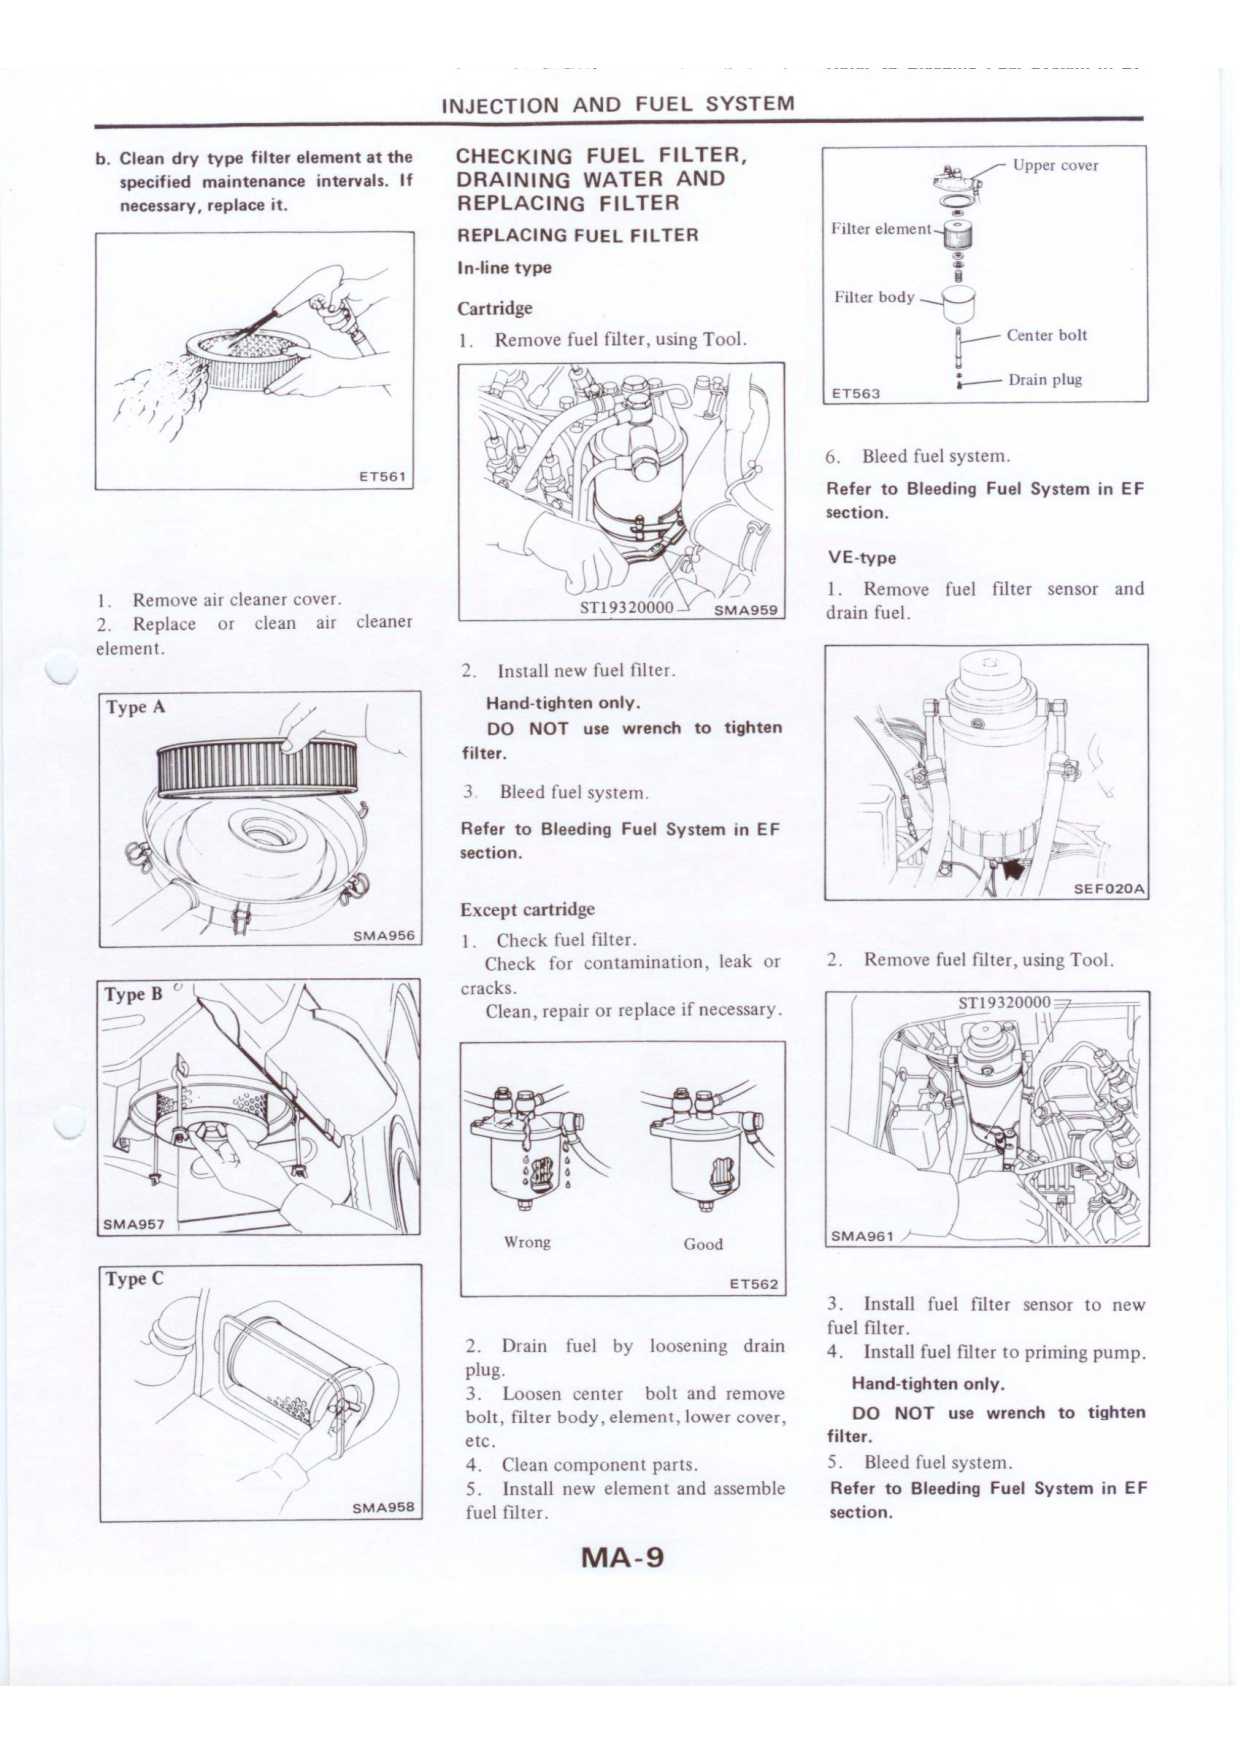 INJECTION AND FUEL SYSTEM
b. Clean dry type filter element at the
specified maintenance intervals. If
necessary, replace it.
ET561
1. Remove air cleaner cover.
2. Replace or clean air cleaner
element.
Type A
SMA956
Type B
SMA957
Type C
SMA958
CHECKING FUEL FILTER,
DRAINING WATER AND
REPLACING FILTER
REPLACING FUEL FILTER
In-line type
Cartridge
1. Remove fuel filter, using Tool.
ST19320000
SMA959
2. Install new fuel filter.
Hand-tighten only.
DO NOT use wrench to tighten
filter.
3. Bleed fuel system.
Refer to Bleeding Fuel System in EF
section.
Except cartridge
1. Check fuel filter.
Check for contamination, leak or
cracks.
Clean, repair or replace if necessary.
Wrong
Good
ET562
2. Drain fuel by loosening drain
plug.
3. Loosen center bolt and remove
bolt, filter body, element, lower cover,
etc.
4. Clean component parts.
5. Install new element and assemble
fuel filter.
Upper cover
Filter element
Filter body
Center bolt
Drain plug
ET563
6. Bleed fuel system.
Refer to Bleeding Fuel System in EF
section.
VE-type
1. Remove fuel filter sensor and
drain fuel.
SEF020A
2. Remove fuel filter, using Tool.
ST19320000
SMA961
3. Install fuel filter sensor to new
fuel filter.
4. Install fuel filter to priming pump.
Hand-tighten only.
DO NOT use wrench to tighten
filter.
5. Bleed fuel system.
Refer to Bleeding Fuel System in EF
section.
MA-9